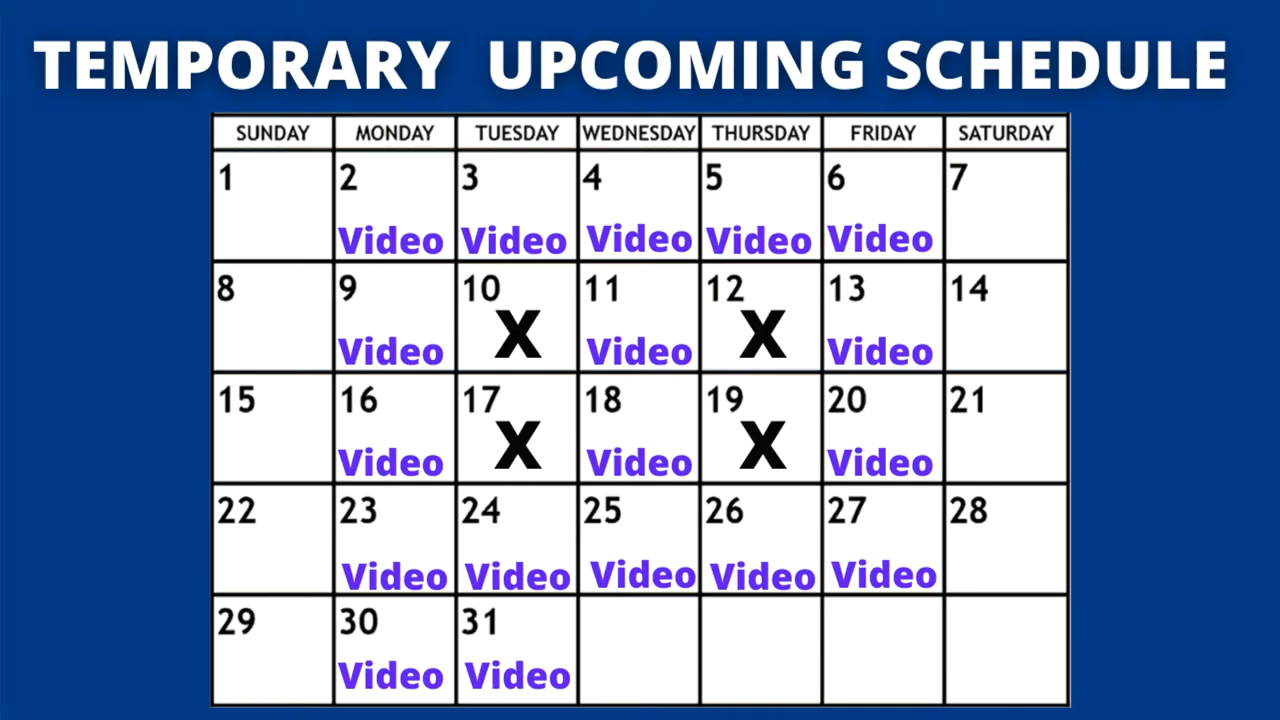 TEMPORARY UPCOMING SCHEDULE
SUNDAY MONDAY TUESDAY WEDNESDAY THURSDAY FRIDAY SATURDAY
1 2 3 4 5 6 7
Video Video Video Video Video
8 9 10 11 12 13 14
Video X Video X Video
15 16 17 18 19 20 21
Video X Video X Video
22 23 24 25 26 27 28
Video Video Video Video Video
29 30 31
Video Video